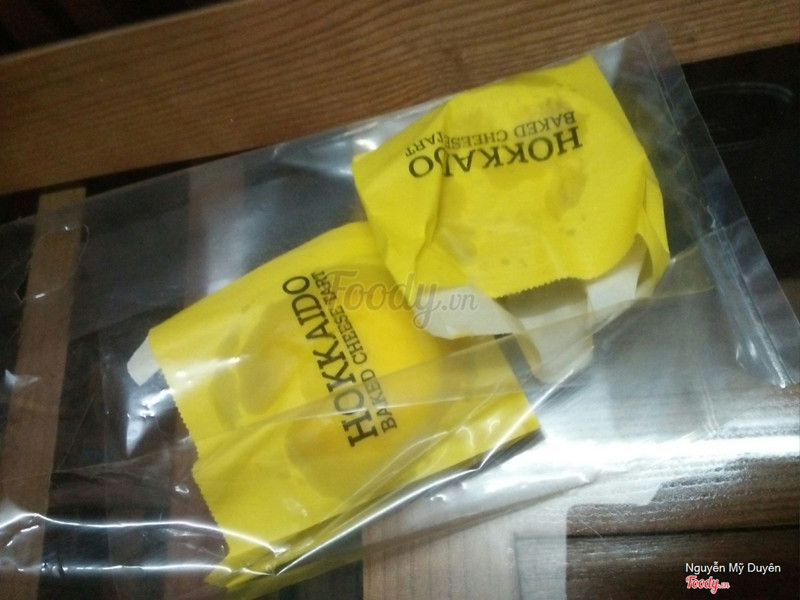 HOKKAIDO
BAKED CHEESE TART
HOKKAIDO
BAKED CHEESE TART
Foody.vn
Nguyễn Mỹ Duyên
Foody.vn